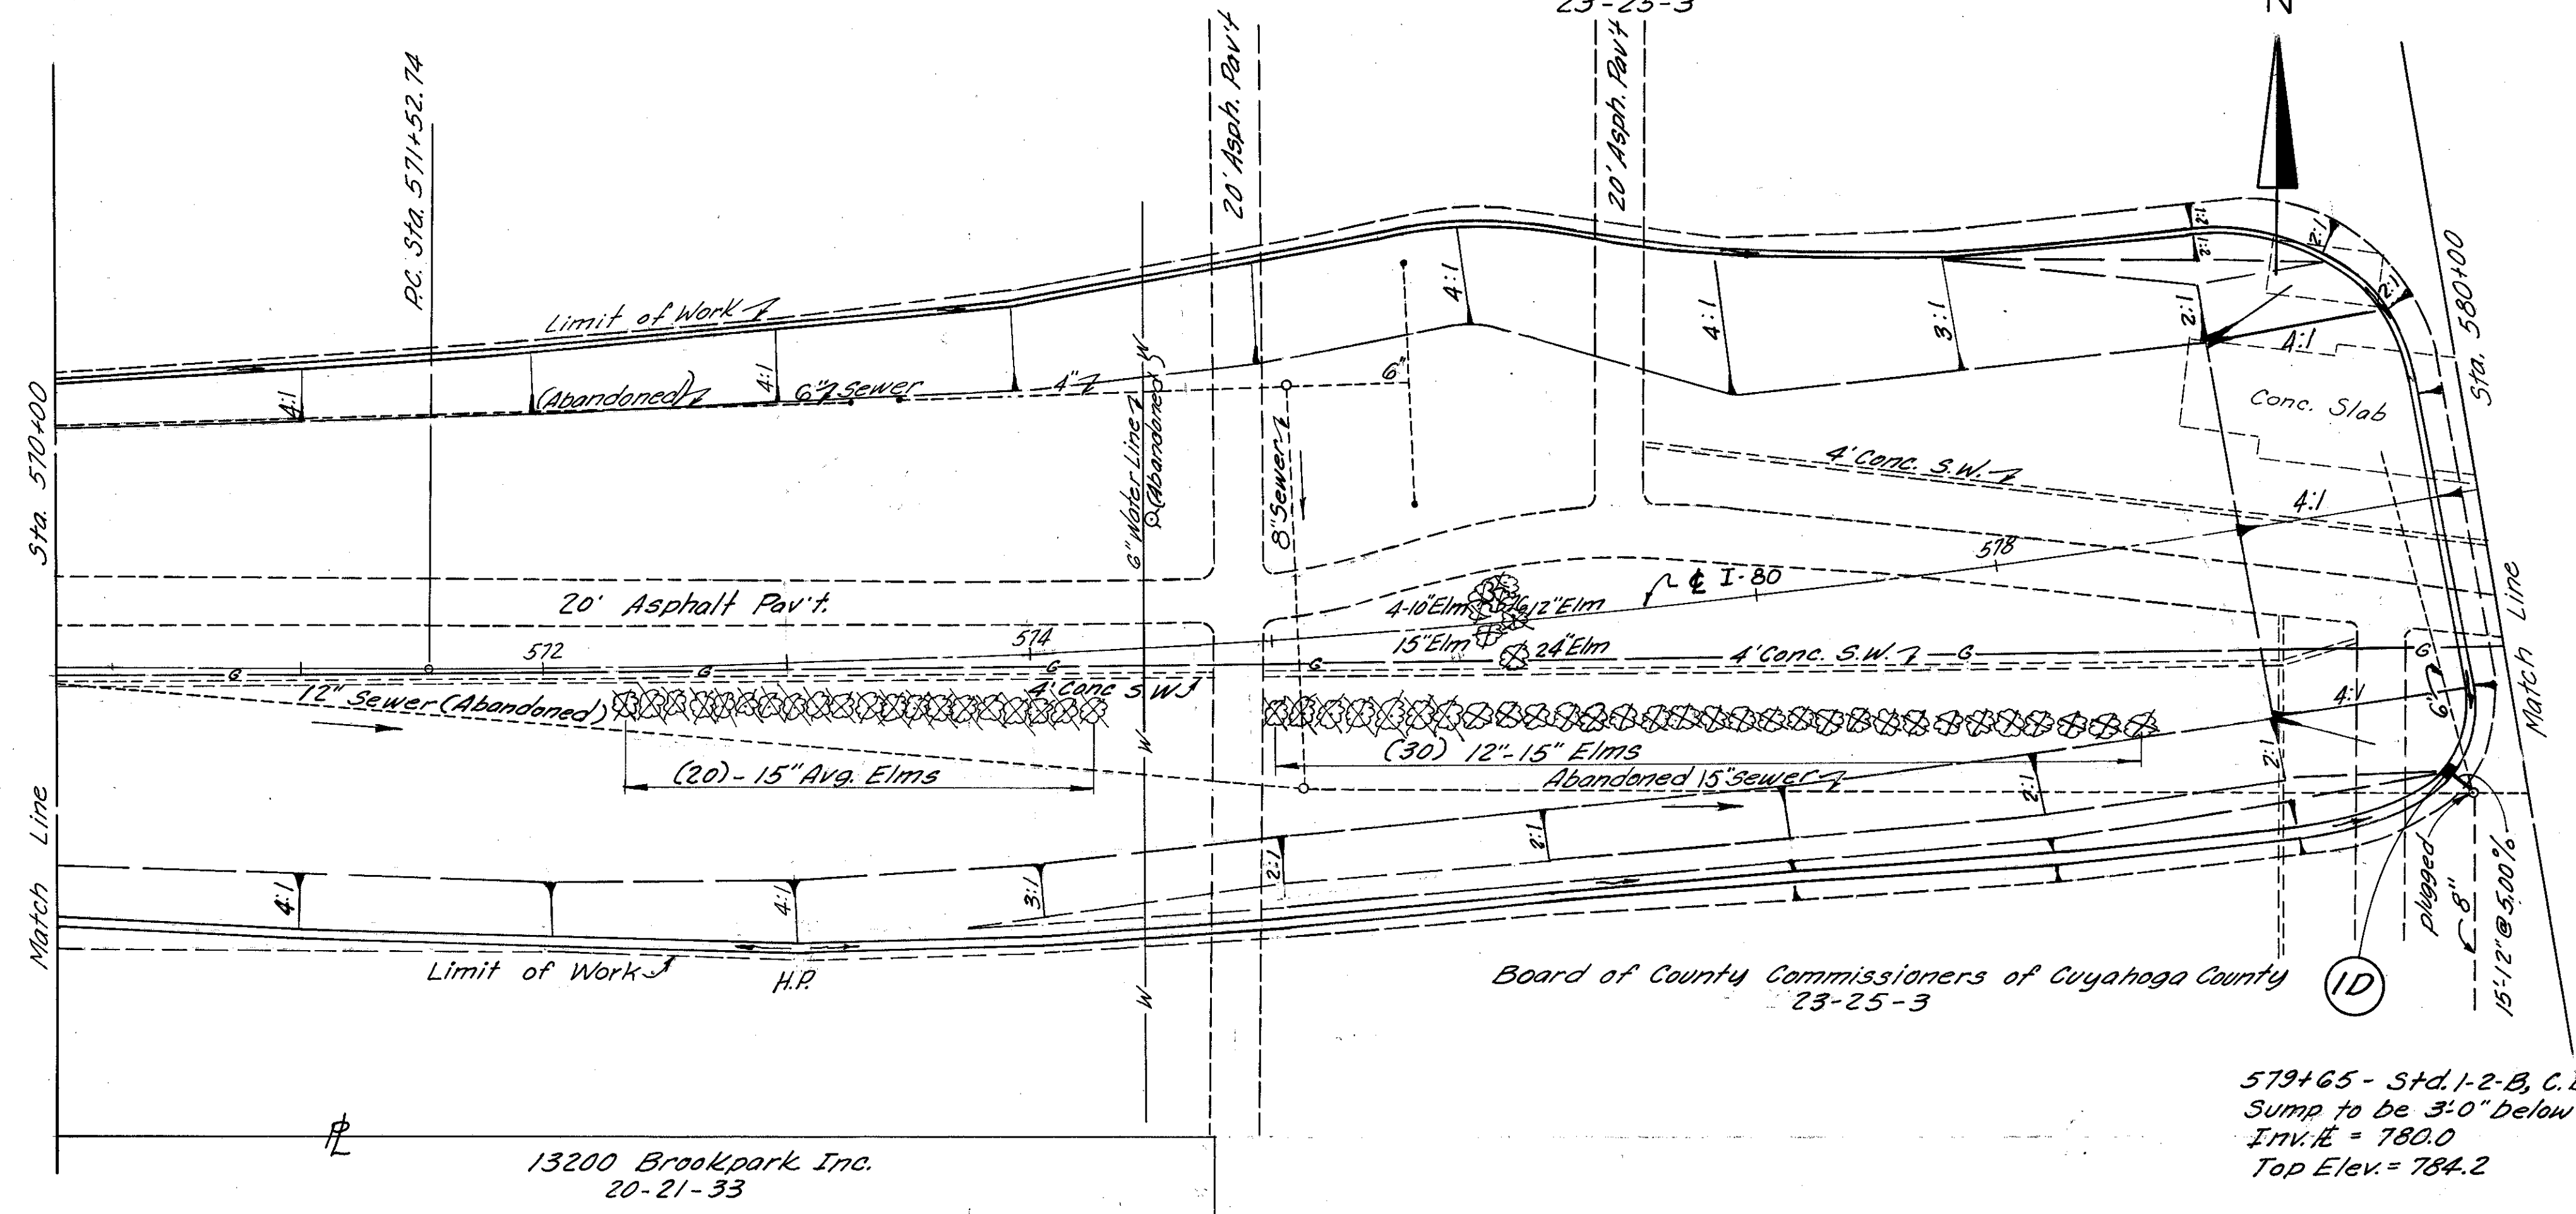 23-25-3
N
20' Asph. Pav't
20' Asph. Pav't
P.C. Sta. 571+52.74
Limit of Work
Sta. 570+00
Sta. 580+00
4:1
(Abandoned)
4:1
6" Sewer
4"
6" Water Line
(Abandoned)
8" Sewer
6"
4:1
4:1
3:1
2:1
2:1
2:1
2:1
2:1
4:1
Conc. Slab
4' Conc. S.W.
4:1
20' Asphalt Pav't.
572
574
578
℄ I-80
4-10" Elm
12" Elm
15" Elm
24" Elm
4' Conc. S.W.
G
G
G
G
G
G
W
W
W
12" Sewer (Abandoned)
4' Conc S W
(20)-15" Avg. Elms
(30) 12"-15" Elms
Abandoned 15" Sewer
4:1
6"
2:1
2:1
2:1
2:1
4:1
4:1
3:1
Match Line
Match Line
Limit of Work
H.P.
Board of County Commissioners of Cuyahoga County
23-25-3
1D
plugged
8"
15'-12" @ 5.00%
579+65 - Std. 1-2-B, C.
Sump to be 3'-0" below
Inv. = 780.0
Top Elev. = 784.2
PL
13200 Brookpark Inc.
20-21-33